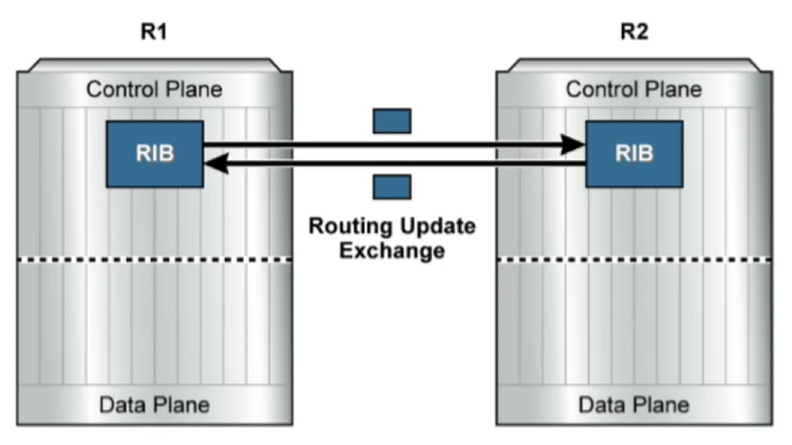 R1
R2
Control Plane
Control Plane
RIB
RIB
Routing Update
Exchange
Data Plane
Data Plane